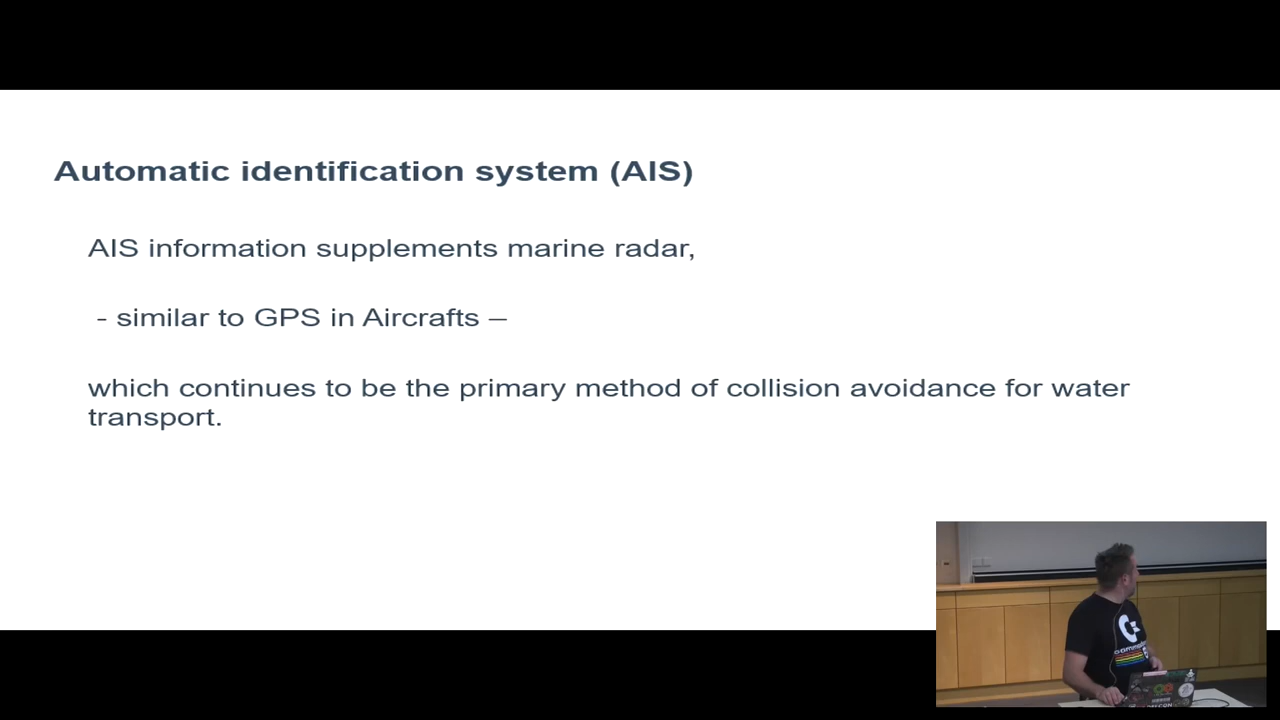 Automatic identification system (AIS)
AIS information supplements marine radar,
- similar to GPS in Aircrafts –
which continues to be the primary method of collision avoidance for water
transport.